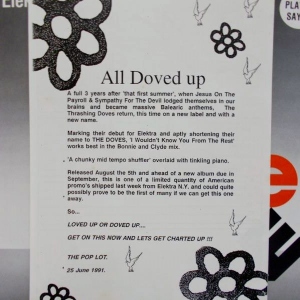 Elek
PLA
SAY
All Doved up
A full 3 years after 'that first summer', when Jesus On The
Payroll & Sympathy For The Devil lodged themselves in our
brains and became massive Balearic anthems, The
Thrashing Doves return, this time on a new label and with a
new name.
Marking their debut for Elektra and aptly shortening their
name to THE DOVES, 'I Wouldn't Know You From The Rest'
works best in the Bonnie and Clyde mix.
'A chunky mid tempo shuffler' overlaid with tinkling piano.
Released August the 5th and ahead of a new album due in
September, this is one of a limited quantity of American
promo's shipped last week from Elektra N.Y. and could quite
possibly prove to be the first of many if we can get this one
away.
So...
LOVED UP OR DOVED UP...
GET ON THIS NOW AND LETS GET CHARTED UP !!!
THE POP LOT.
25 June 1991.
e